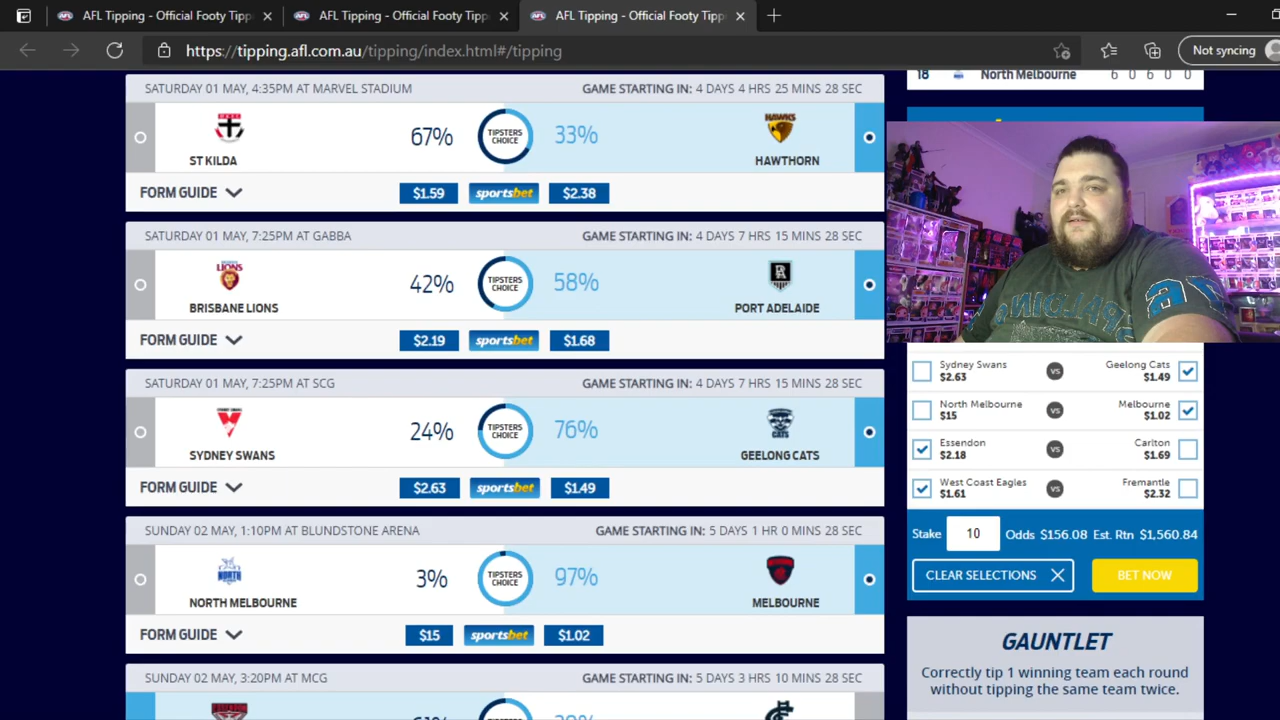 AFL Tipping - Official Footy Tipp
AFL Tipping - Official Footy Tipp
AFL Tipping - Official Footy Tipp
https://tipping.afl.com.au/tipping/index.html#/tipping
Not syncing
18 North Melbourne 6 0 6 0 0
SATURDAY 01 MAY, 4:35PM AT MARVEL STADIUM GAME STARTING IN: 4 DAYS 4 HRS 25 MINS 28 SEC
67% TIPSTERS CHOICE 33%
ST KILDA HAWTHORN
FORM GUIDE $1.59 sportsbet $2.38
SATURDAY 01 MAY, 7:25PM AT GABBA GAME STARTING IN: 4 DAYS 7 HRS 15 MINS 28 SEC
42% TIPSTERS CHOICE 58%
BRISBANE LIONS PORT ADELAIDE
FORM GUIDE $2.19 sportsbet $1.68
SATURDAY 01 MAY, 7:25PM AT SCG GAME STARTING IN: 4 DAYS 7 HRS 15 MINS 28 SEC
24% TIPSTERS CHOICE 76%
SYDNEY SWANS GEELONG CATS
FORM GUIDE $2.63 sportsbet $1.49
SUNDAY 02 MAY, 1:10PM AT BLUNDSTONE ARENA GAME STARTING IN: 5 DAYS 1 HR 0 MINS 28 SEC
3% TIPSTERS CHOICE 97%
NORTH MELBOURNE MELBOURNE
FORM GUIDE $15 sportsbet $1.02
SUNDAY 02 MAY, 3:20PM AT MCG GAME STARTING IN: 5 DAYS 3 HRS 10 MINS 28 SEC
HAWKS
LIONS
CATS
NORTH
SPALDING
Sydney Swans vs Geelong Cats
$2.63 $1.49
North Melbourne vs Melbourne
$15 $1.02
Essendon vs Carlton
$2.18 $1.69
West Coast Eagles vs Fremantle
$1.61 $2.32
Stake 10 Odds $156.08 Est. Rtn $1,560.84
CLEAR SELECTIONS BET NOW
GAUNTLET
Correctly tip 1 winning team each round
without tipping the same team twice.